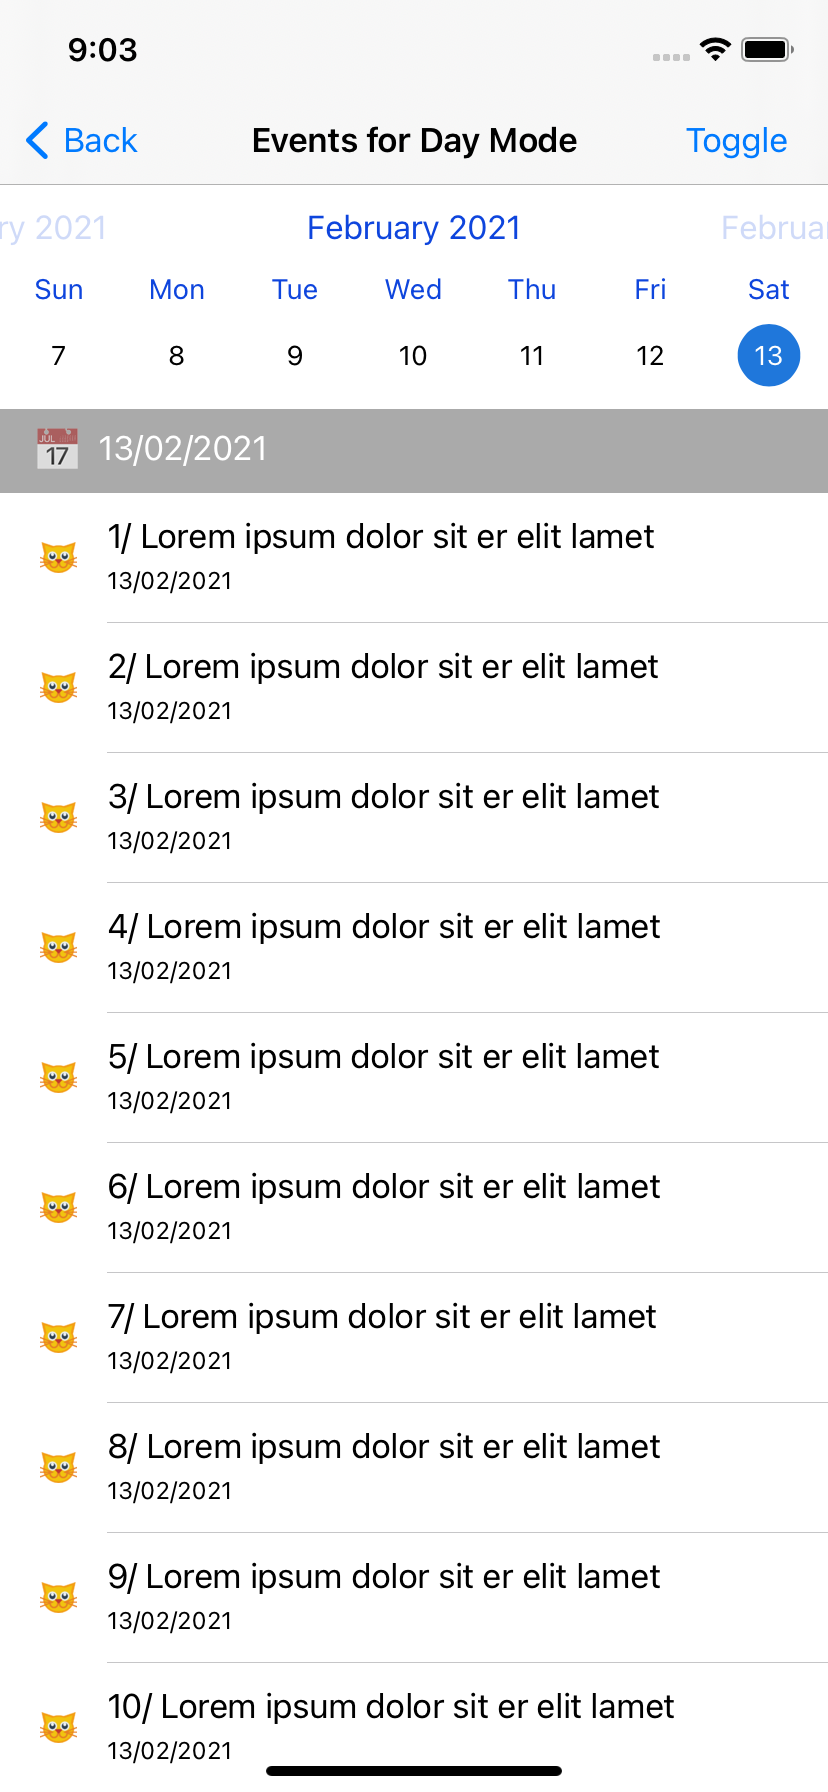 9:03
Back Events for Day Mode Toggle
ry 2021 February 2021 Februar
Sun Mon Tue Wed Thu Fri Sat
7 8 9 10 11 12 13
JUL 17 13/02/2021
1/ Lorem ipsum dolor sit er elit lamet
13/02/2021
2/ Lorem ipsum dolor sit er elit lamet
13/02/2021
3/ Lorem ipsum dolor sit er elit lamet
13/02/2021
4/ Lorem ipsum dolor sit er elit lamet
13/02/2021
5/ Lorem ipsum dolor sit er elit lamet
13/02/2021
6/ Lorem ipsum dolor sit er elit lamet
13/02/2021
7/ Lorem ipsum dolor sit er elit lamet
13/02/2021
8/ Lorem ipsum dolor sit er elit lamet
13/02/2021
9/ Lorem ipsum dolor sit er elit lamet
13/02/2021
10/ Lorem ipsum dolor sit er elit lamet
13/02/2021